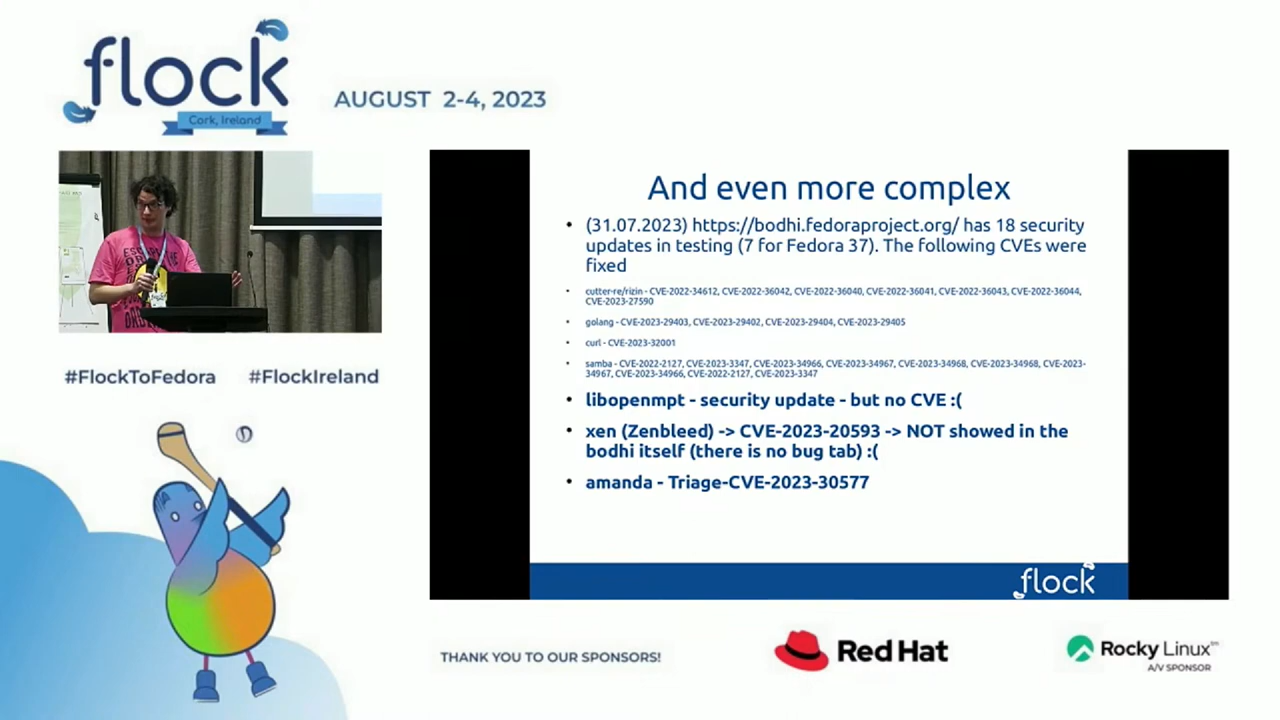 flock
Cork, Ireland
AUGUST 2-4, 2023
#FlockToFedora #FlockIreland
And even more complex
• (31.07.2023) https://bodhi.fedoraproject.org/ has 18 security
updates in testing (7 for Fedora 37). The following CVEs were
fixed
• cutter-re/rizin - CVE-2022-34612, CVE-2022-36042, CVE-2022-36040, CVE-2022-36041, CVE-2022-36043, CVE-2022-36044,
CVE-2023-27590
• golang - CVE-2023-29403, CVE-2023-29402, CVE-2023-29404, CVE-2023-29405
• curl - CVE-2023-32001
• samba - CVE-2022-2127, CVE-2023-3347, CVE-2023-34966, CVE-2023-34967, CVE-2023-34968, CVE-2023-34968, CVE-2023-
34967, CVE-2023-34966, CVE-2022-2127, CVE-2023-3347
• libopenmpt - security update - but no CVE :(
• xen (Zenbleed) -> CVE-2023-20593 -> NOT showed in the
bodhi itself (there is no bug tab) :(
• amanda - Triage-CVE-2023-30577
flock
THANK YOU TO OUR SPONSORS!
Red Hat
Rocky Linux™
A/V SPONSOR